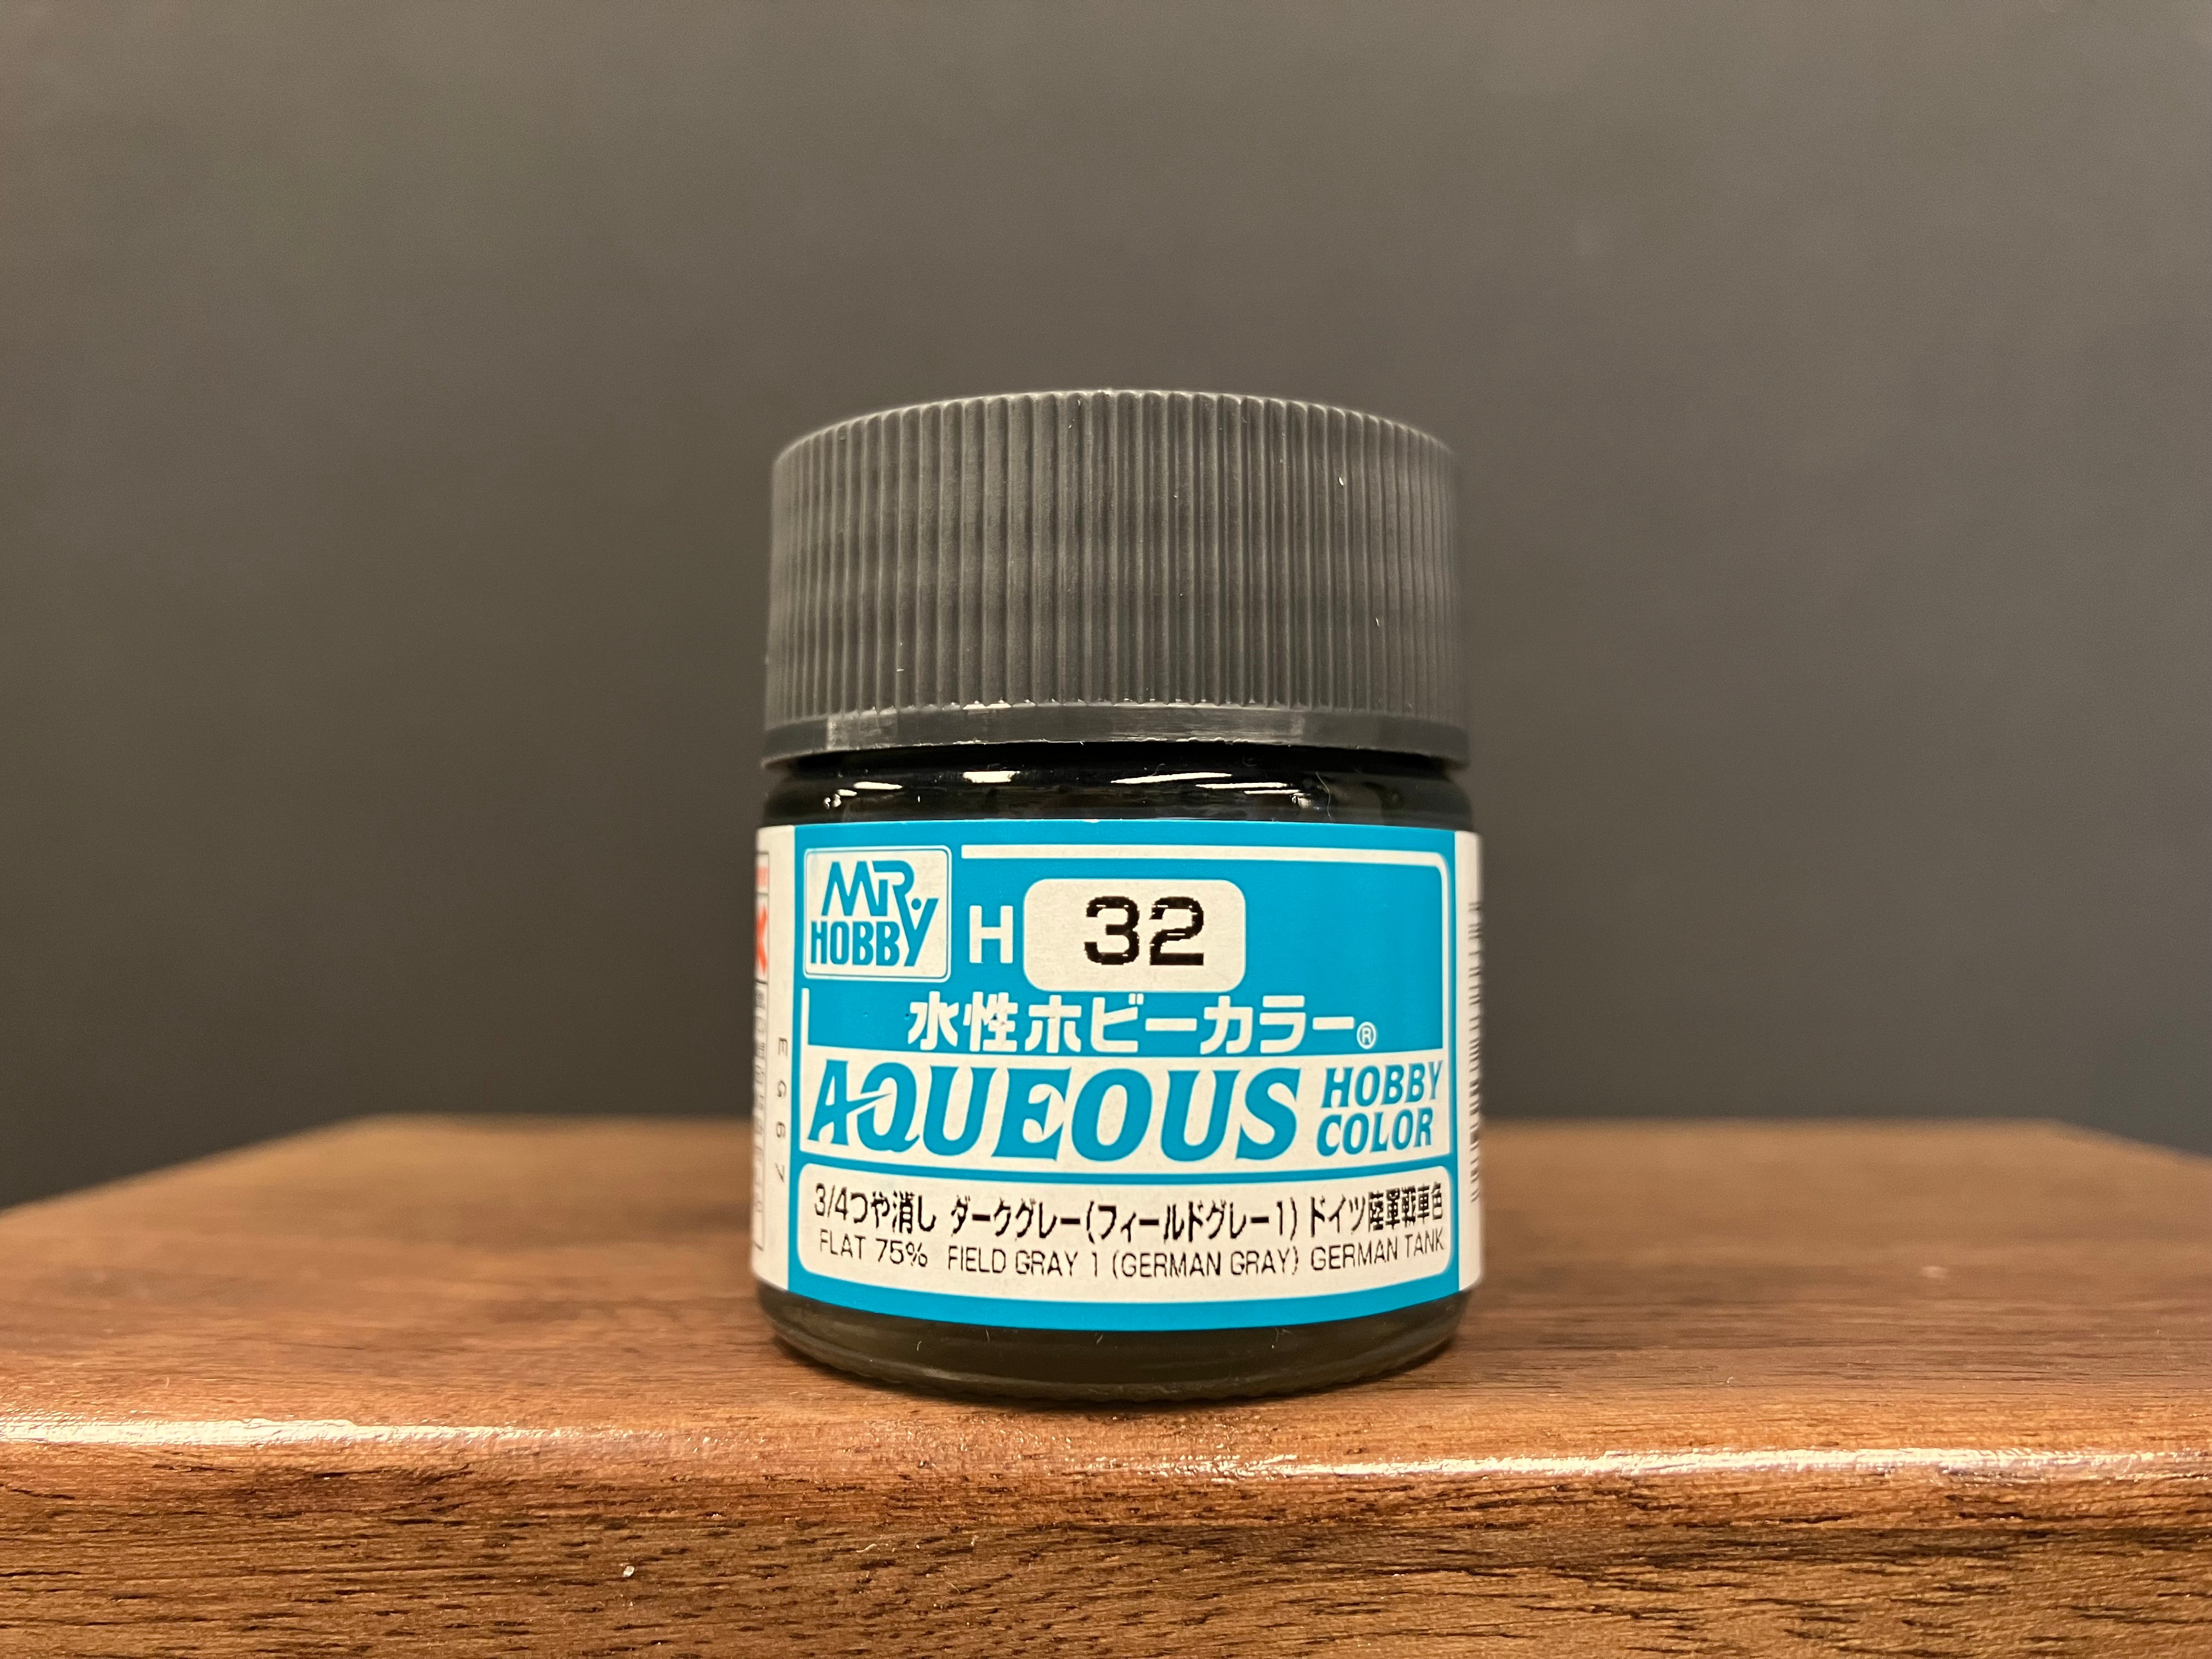 MR. HOBBY
H 32
水性ホビーカラー®
AQUEOUS HOBBY COLOR
3/4つや消し ダークグレー(フィールドグレー1) ドイツ陸軍戦車色
FLAT 75% FIELD GRAY 1 (GERMAN GRAY) GERMAN TANK
EG67